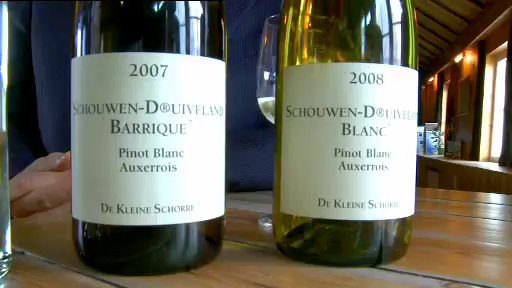 2007
SCHOUWEN-D®UIVELAND
BARRIQUE
Pinot Blanc
Auxerrois
DE KLEINE SCHORRE
2008
SCHOUWEN-D®UIVELAND
BLANC
Pinot Blanc
Auxerrois
DE KLEINE SCHORRE